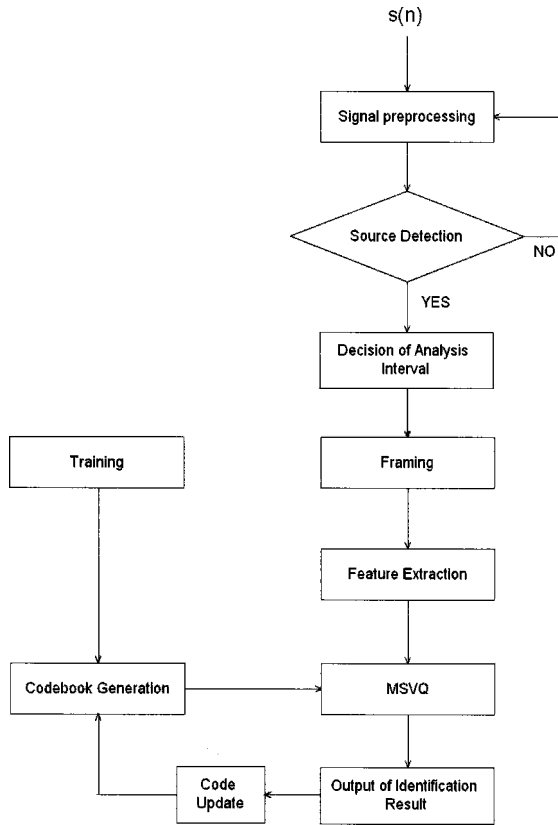 s(n)
Signal preprocessing
Source Detection
NO
YES
Decision of Analysis
Interval
Training
Framing
Feature Extraction
Codebook Generation
MSVQ
Code
Update
Output of Identification
Result